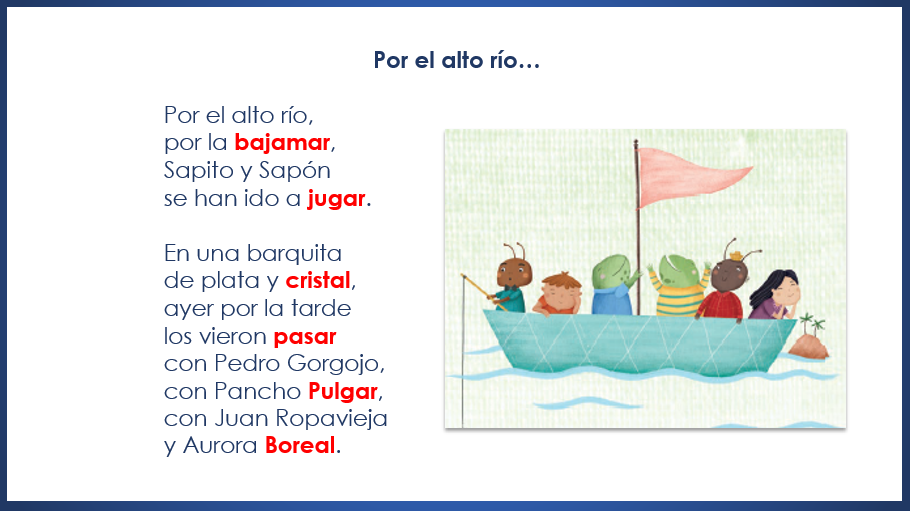 Por el alto río…
Por el alto río,
por la bajamar,
Sapito y Sapón
se han ido a jugar.
En una barquita
de plata y cristal,
ayer por la tarde
los vieron pasar
con Pedro Gorgojo,
con Pancho Pulgar,
con Juan Ropavieja
y Aurora Boreal.